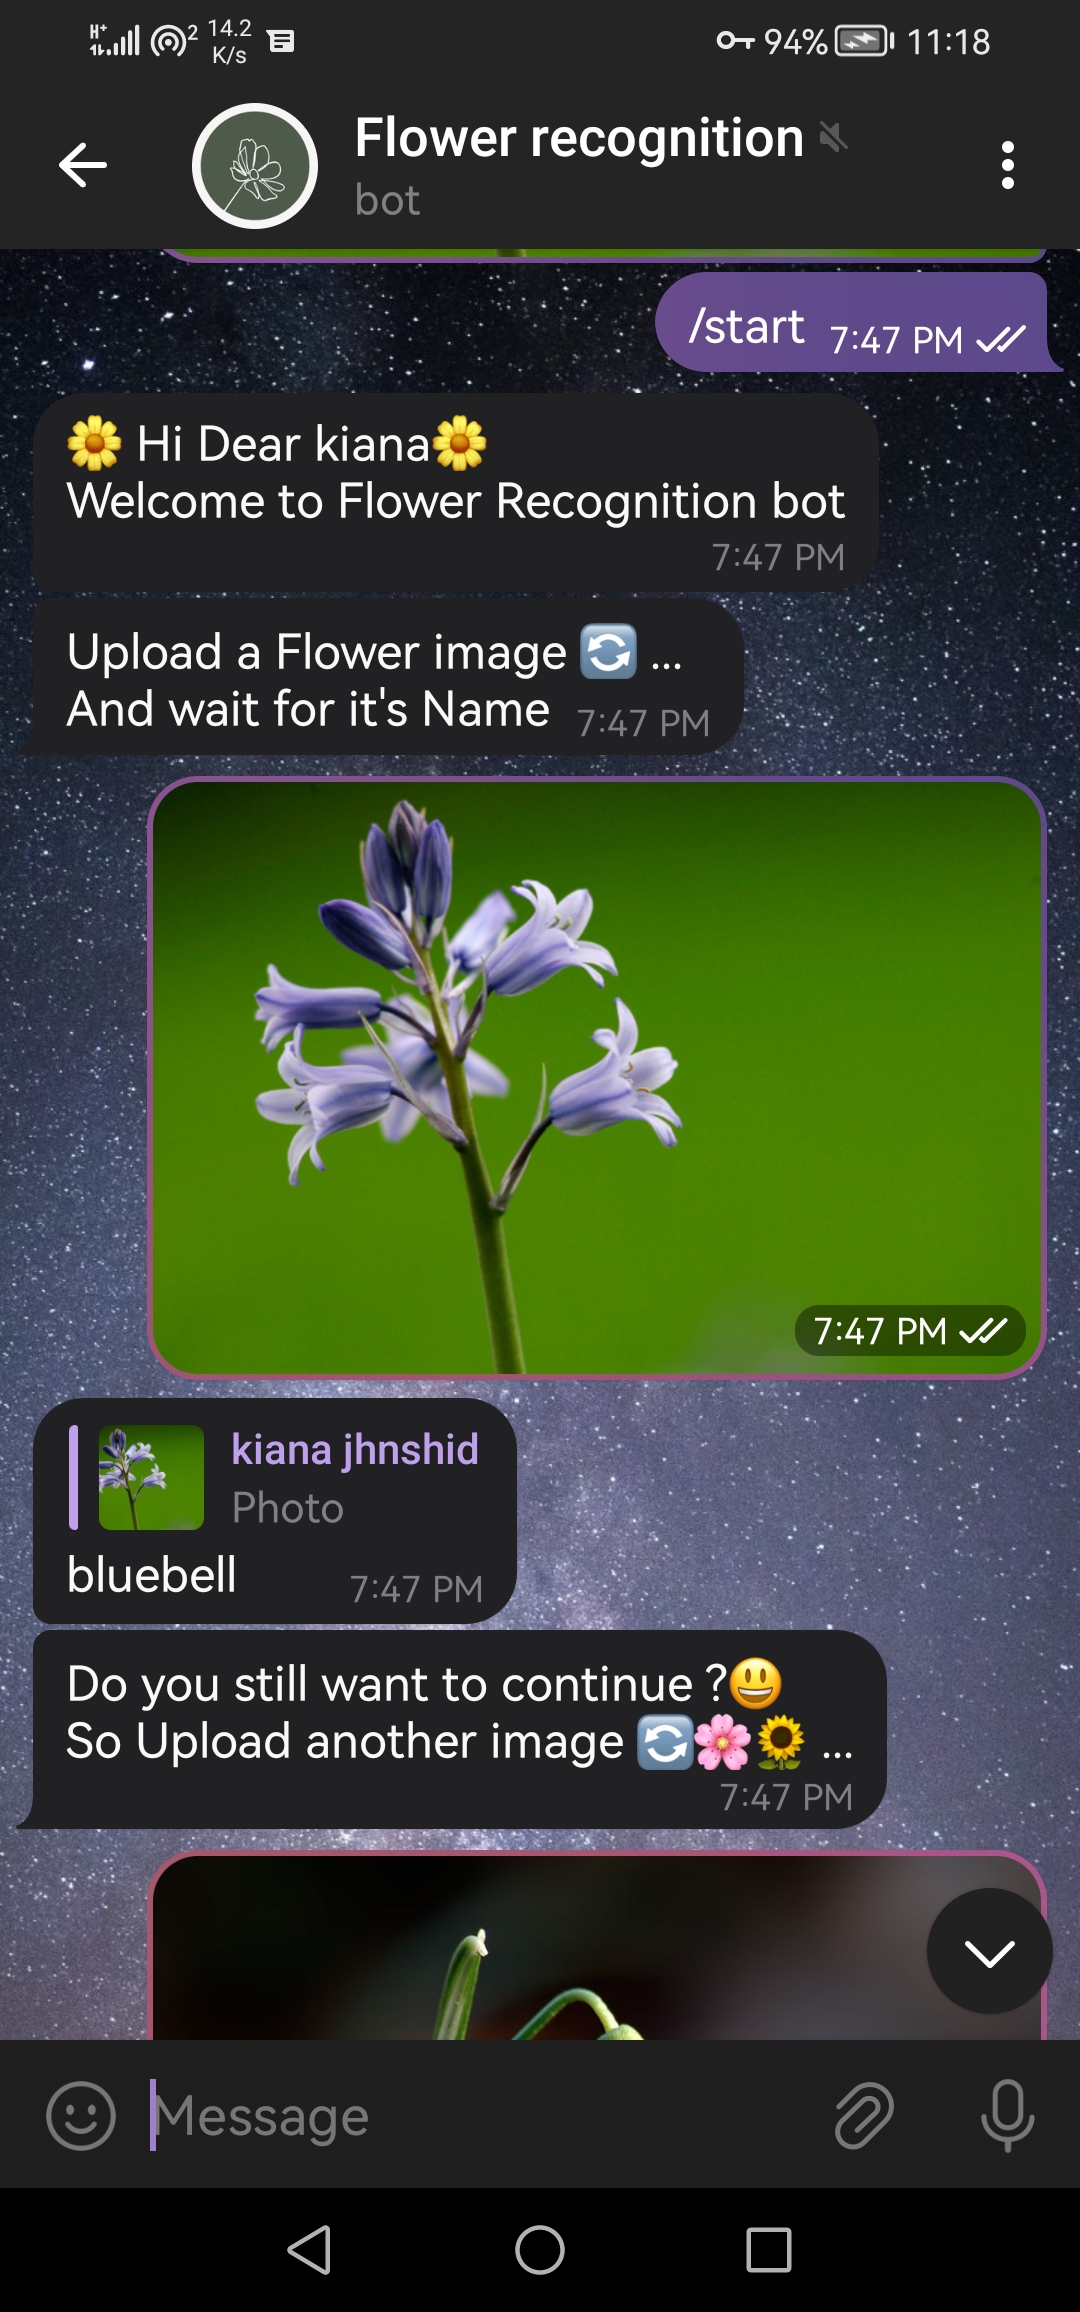 H+ 2 14.2 K/s 94% 11:18
Flower recognition
bot
/start 7:47 PM
🌼 Hi Dear kiana🌼
Welcome to Flower Recognition bot
7:47 PM
Upload a Flower image 🔄 ...
And wait for it's Name 7:47 PM
7:47 PM
kiana jhnshid
Photo
bluebell 7:47 PM
Do you still want to continue ?😃
So Upload another image 🔄🌸🌻 ...
7:47 PM
Message